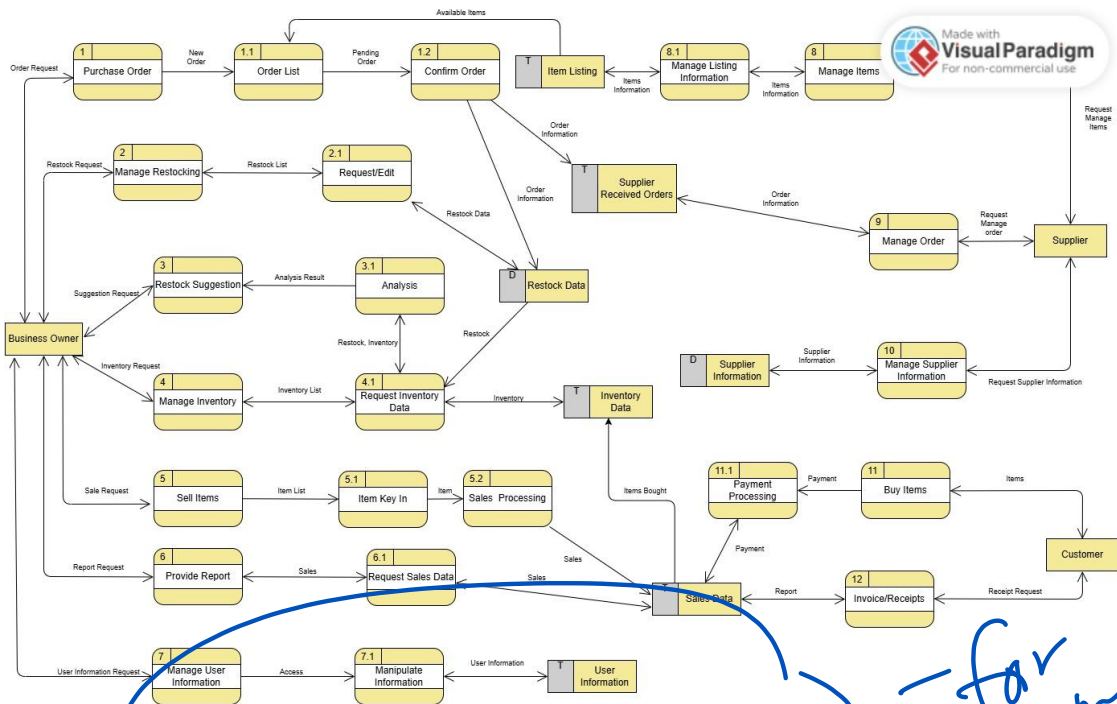 Available Items
Made with
Visual Paradigm
For non-commercial use
Order Request
1
Purchase Order
New
Order
1.1
Order List
Pending
Order
1.2
Confirm Order
T
Item Listing
Items
Information
8.1
Manage Listing
Information
Items
Information
8
Manage Items
Request
Manage
Items
Order
Information
Restock Request
2
Manage Restocking
Restock List
2.1
Request/Edit
Restock Data
Order
Information
T
Supplier
Received Orders
Order
Information
9
Manage Order
Request
Manage
order
Supplier
Suggestion Request
3
Restock Suggestion
Analysis Result
3.1
Analysis
D
Restock Data
Restock, Inventory
Restock
Business Owner
Inventory Request
4
Manage Inventory
Inventory List
4.1
Request Inventory
Data
Inventory
T
Inventory
Data
D
Supplier
Information
Supplier
Information
10
Manage Supplier
Information
Request Supplier Information
Sale Request
5
Sell Items
Item List
5.1
Item Key In
Item
5.2
Sales Processing
Items Bought
11.1
Payment
Processing
Payment
11
Buy Items
Items
Payment
Customer
Report Request
6
Provide Report
Sales
6.1
Request Sales Data
Sales
Sales
T
Sales Data
Report
12
Invoice/Receipts
Receipt Request
User Information Request
7
Manage User
Information
Access
7.1
Manipulate
Information
User Information
T
User
Information
for